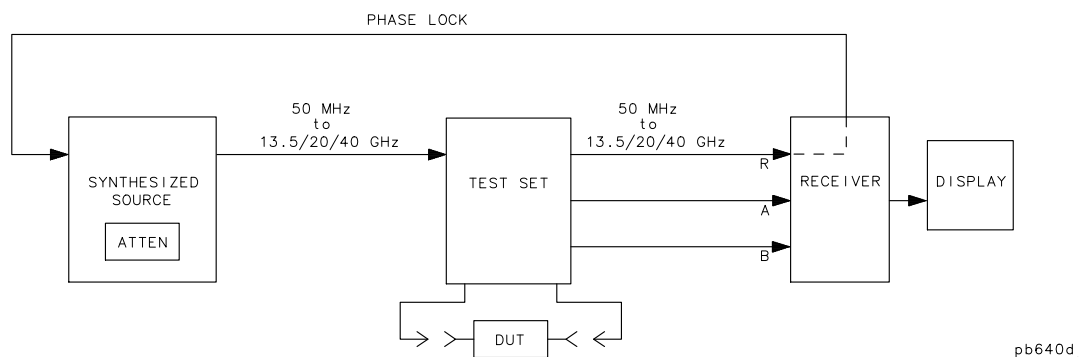 PHASE LOCK
50 MHz
to
13.5/20/40 GHz
50 MHz
to
13.5/20/40 GHz
SYNTHESIZED
SOURCE
ATTEN
TEST SET
R
A
B
RECEIVER
DISPLAY
DUT
pb640d